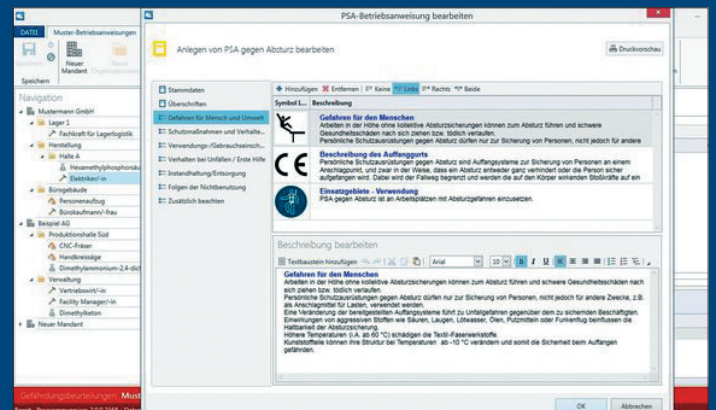 PSA-Betriebsanweisung bearbeiten
DATEI Muster-Betriebsanweisungen
Anlegen von PSA gegen Absturz bearbeiten
Druckvorschau
Speichern
Neuer
Mandant
Speichern
Navigation
Mustermann GmbH
Lager 1
Fachkraft für Lagerlogistik
Herstellung
Halle A
Hexamethylphosphorsäu
Elektriker/-in
Bürogebäude
Personenaufzug
Bürokaufmann/-frau
Beispiel AG
Produktionshalle Süd
CNC-Fräser
Handkreissäge
Dimethylammonium-2,4-dich
Verwaltung
Vertriebswirt/-in
Facility Manager/-in
Dimethylketon
Neuer Mandant
Stammdaten
Überschriften
Gefahren für Mensch und Umwelt
Schutzmaßnahmen und Verhalte...
Verwendungs-/Gebrauchseinsch...
Verhalten bei Unfällen / Erste Hilfe
Instandhaltung/Entsorgung
Folgen der Nichtbenutzung
Zusätzlich beachten
Hinzufügen Entfernen Keine Links Rechts Beide
Symbol L... Beschreibung
Gefahren für den Menschen
Arbeiten in der Höhe ohne kollektive Absturzsicherungen können zum Absturz führen und schwere
Gesundheitsschäden nach sich ziehen bzw. tödlich verlaufen.
Persönliche Schutzausrüstungen gegen Absturz dürfen nur zur Sicherung von Personen, nicht jedoch für andere
CE
Beschreibung des Auffanggurts
Persönliche Schutzausrüstungen gegen Absturz sind Auffangsysteme zur Sicherung von Personen an einem
Anschlagpunkt, und zwar in der Weise, dass ein Absturz entweder ganz verhindert oder die Person sicher
aufgefangen wird. Dabei wird der Fallweg begrenzt und werden die auf den Körper wirkenden Stoßkräfte auf ein
Einsatzgebiete - Verwendung
PSA gegen Absturz ist an Arbeitsplätzen mit Absturzgefahren einzusetzen.
Beschreibung bearbeiten
Textbaustein hinzufügen Arial 10 B I U
Gefahren für den Menschen
Arbeiten in der Höhe ohne kollektive Absturzsicherungen können zum Absturz führen und schwere Gesundheitsschäden nach
sich ziehen bzw. tödlich verlaufen.
Persönliche Schutzausrüstungen gegen Absturz dürfen nur zur Sicherung von Personen, nicht jedoch für andere Zwecke, z.B.
als Anschlagmittel für Lasten, verwendet werden.
Eine Veränderung der bereitgestellten Auffangsysteme führt zu Unfallgefahren gegenüber dem zu sichernden Beschäftigten.
Einwirkungen von aggressiven Stoffen wie Säuren, Laugen, Lötwasser, Ölen, Putzmitteln oder Funkenflug beinflussen die
Haltbarkeit der Absturzsicherung.
Höhere Temperaturen (i.A. ab 60 °C) schädigen die Textil-Faserwerkstoffe.
Kunststoffteile können ihre Struktur bei Temperaturen ab -10 °C verändern und somit die Sicherheit beim Auffangen
gefährden.
OK Abbrechen
Gefährdungsbeurteilungen Must